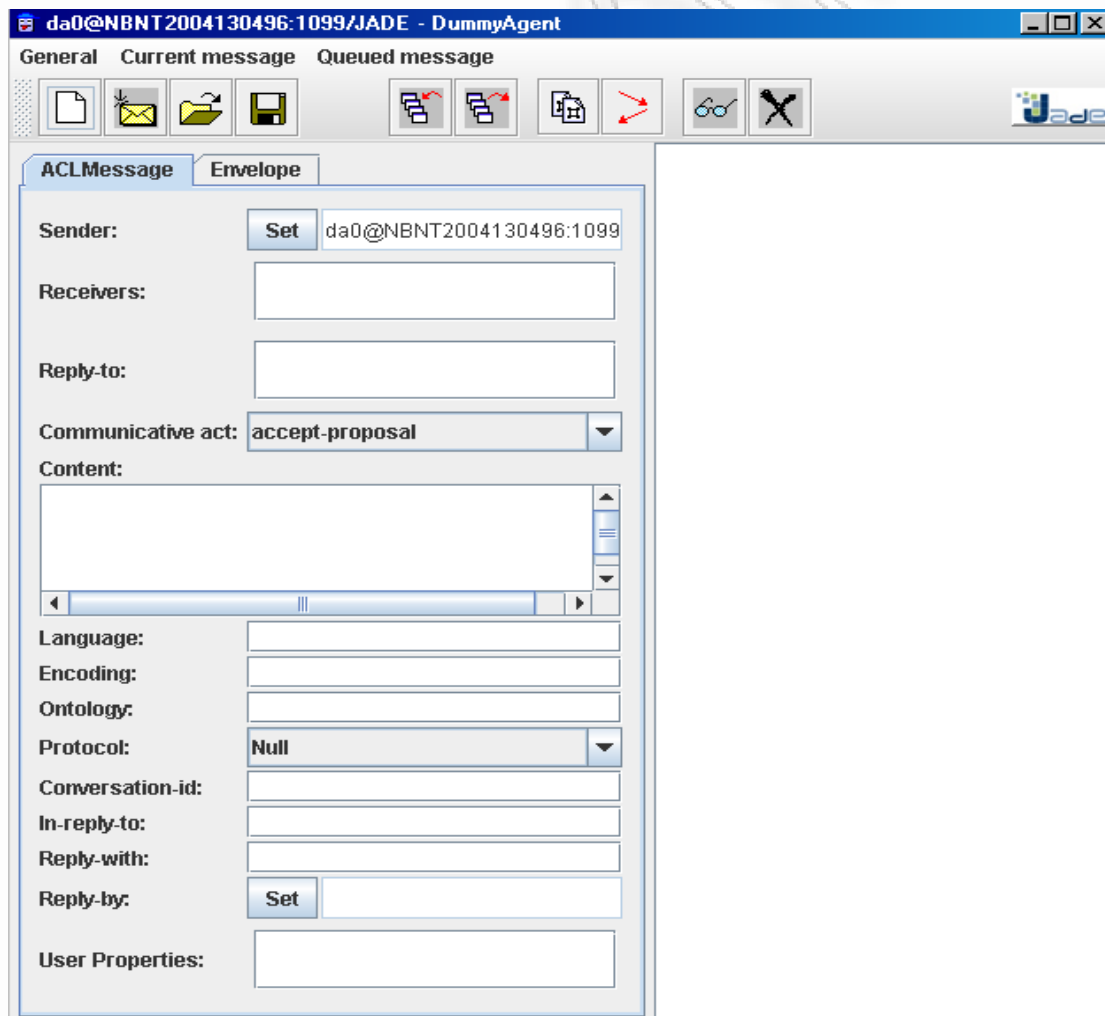 da0@NBNT2004130496:1099/JADE - DummyAgent
General Current message Queued message
Jade
ACLMessage Envelope
Sender: Set da0@NBNT2004130496:1099
Receivers:
Reply-to:
Communicative act: accept-proposal
Content:
Language:
Encoding:
Ontology:
Protocol: Null
Conversation-id:
In-reply-to:
Reply-with:
Reply-by: Set
User Properties: